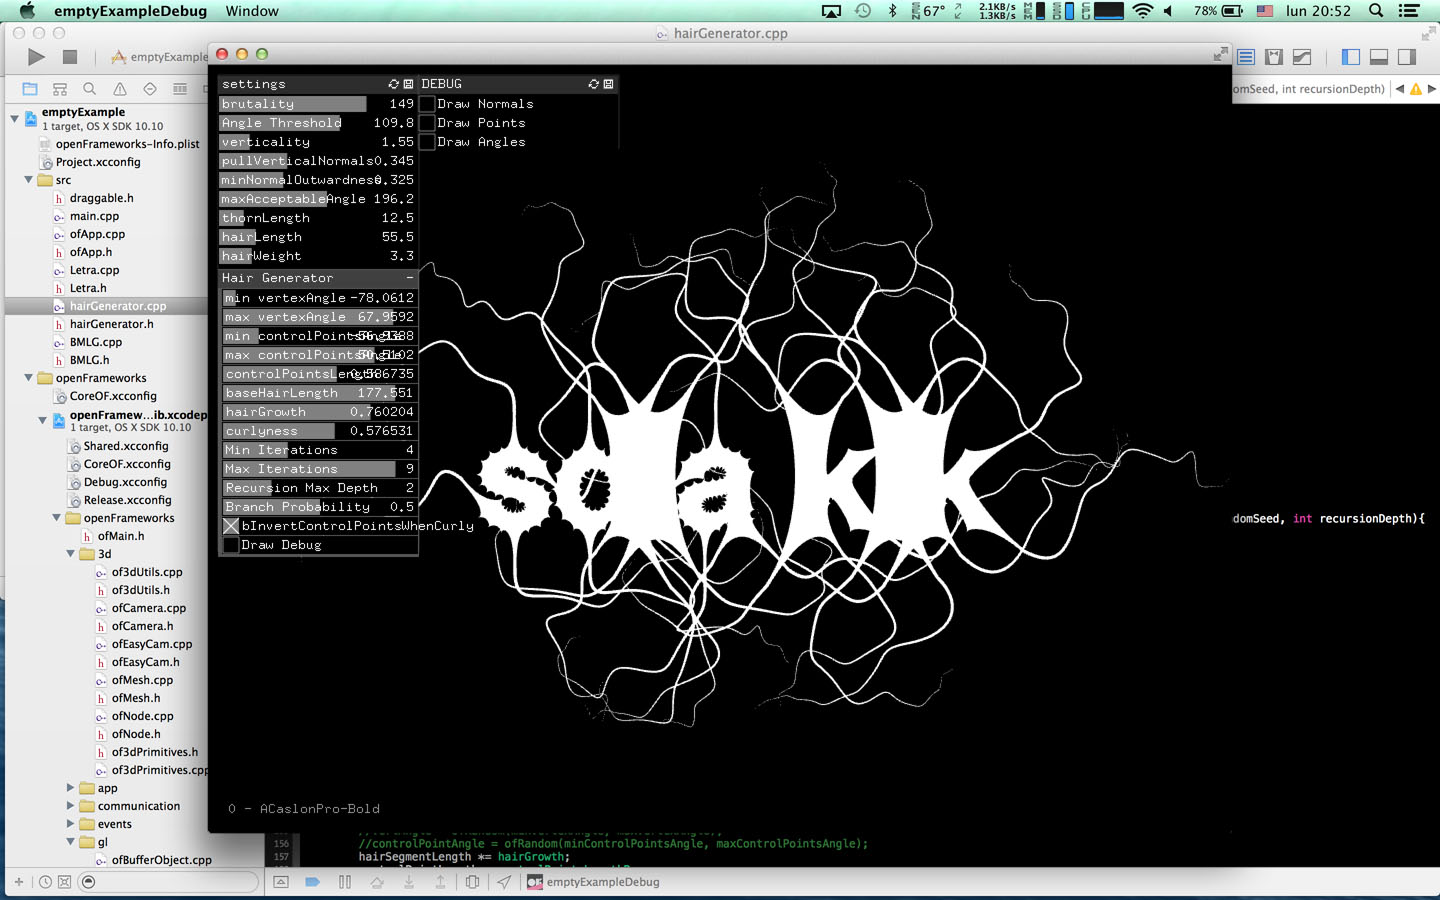 emptyExampleDebug Window
67° 2.1KB/s 1.3KB/s 78% lun 20:52
hairGenerator.cpp
emptyExample
domSeed, int recursionDepth)
emptyExample
1 target, OS X SDK 10.10
openFrameworks-Info.plist
Project.xcconfig
src
draggable.h
main.cpp
ofApp.cpp
ofApp.h
Letra.cpp
Letra.h
hairGenerator.cpp
hairGenerator.h
BMLG.cpp
BMLG.h
openFrameworks
CoreOF.xcconfig
openFramew...ib.xcodep
1 target, OS X SDK 10.10
Shared.xcconfig
CoreOF.xcconfig
Debug.xcconfig
Release.xcconfig
openFrameworks
ofMain.h
3d
of3dUtils.cpp
of3dUtils.h
ofCamera.cpp
ofCamera.h
ofEasyCam.cpp
ofEasyCam.h
ofMesh.cpp
ofMesh.h
ofNode.cpp
ofNode.h
of3dPrimitives.h
of3dPrimitives.cpp
app
communication
events
gl
ofBufferObject.cpp
settings
brutality 149
Angle Threshold 109.8
verticality 1.55
pullVerticalNormals 0.345
minNormalOutwardness 0.325
maxAcceptableAngle 196.2
thornLength 12.5
hairLength 55.5
hairWeight 3.3
Hair Generator -
min vertexAngle -78.0612
max vertexAngle 67.9592
min controlPointsAngle
max controlPointsAngle
controlPointsLength
baseHairLength 177.551
hairGrowth 0.760204
curlyness 0.576531
Min Iterations 4
Max Iterations 9
Recursion Max Depth 2
Branch Probability 0.5
bInvertControlPointsWhenCurly
Draw Debug
DEBUG
Draw Normals
Draw Points
Draw Angles
0 - ACaslonPro-Bold
domSeed, int recursionDepth){
156 //controlPointAngle = ofRandom(minControlPointsAngle, maxControlPointsAngle);
157 hairSegmentLength *= hairGrowth;
emptyExampleDebug